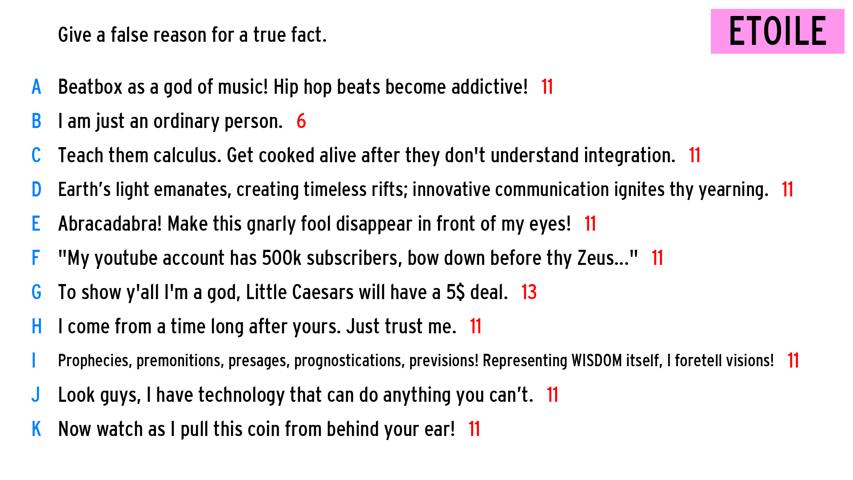 Give a false reason for a true fact.
ETOILE
A Beatbox as a god of music! Hip hop beats become addictive! 11
B I am just an ordinary person. 6
C Teach them calculus. Get cooked alive after they don't understand integration. 11
D Earth's light emanates, creating timeless rifts; innovative communication ignites thy yearning. 11
E Abracadabra! Make this gnarly fool disappear in front of my eyes! 11
F "My youtube account has 500k subscribers, bow down before thy Zeus..." 11
G To show y'all I'm a god, Little Caesars will have a 5$ deal. 13
H I come from a time long after yours. Just trust me. 11
I Prophecies, premonitions, presages, prognostications, previsions! Representing WISDOM itself, I foretell visions! 11
J Look guys, I have technology that can do anything you can't. 11
K Now watch as I pull this coin from behind your ear! 11